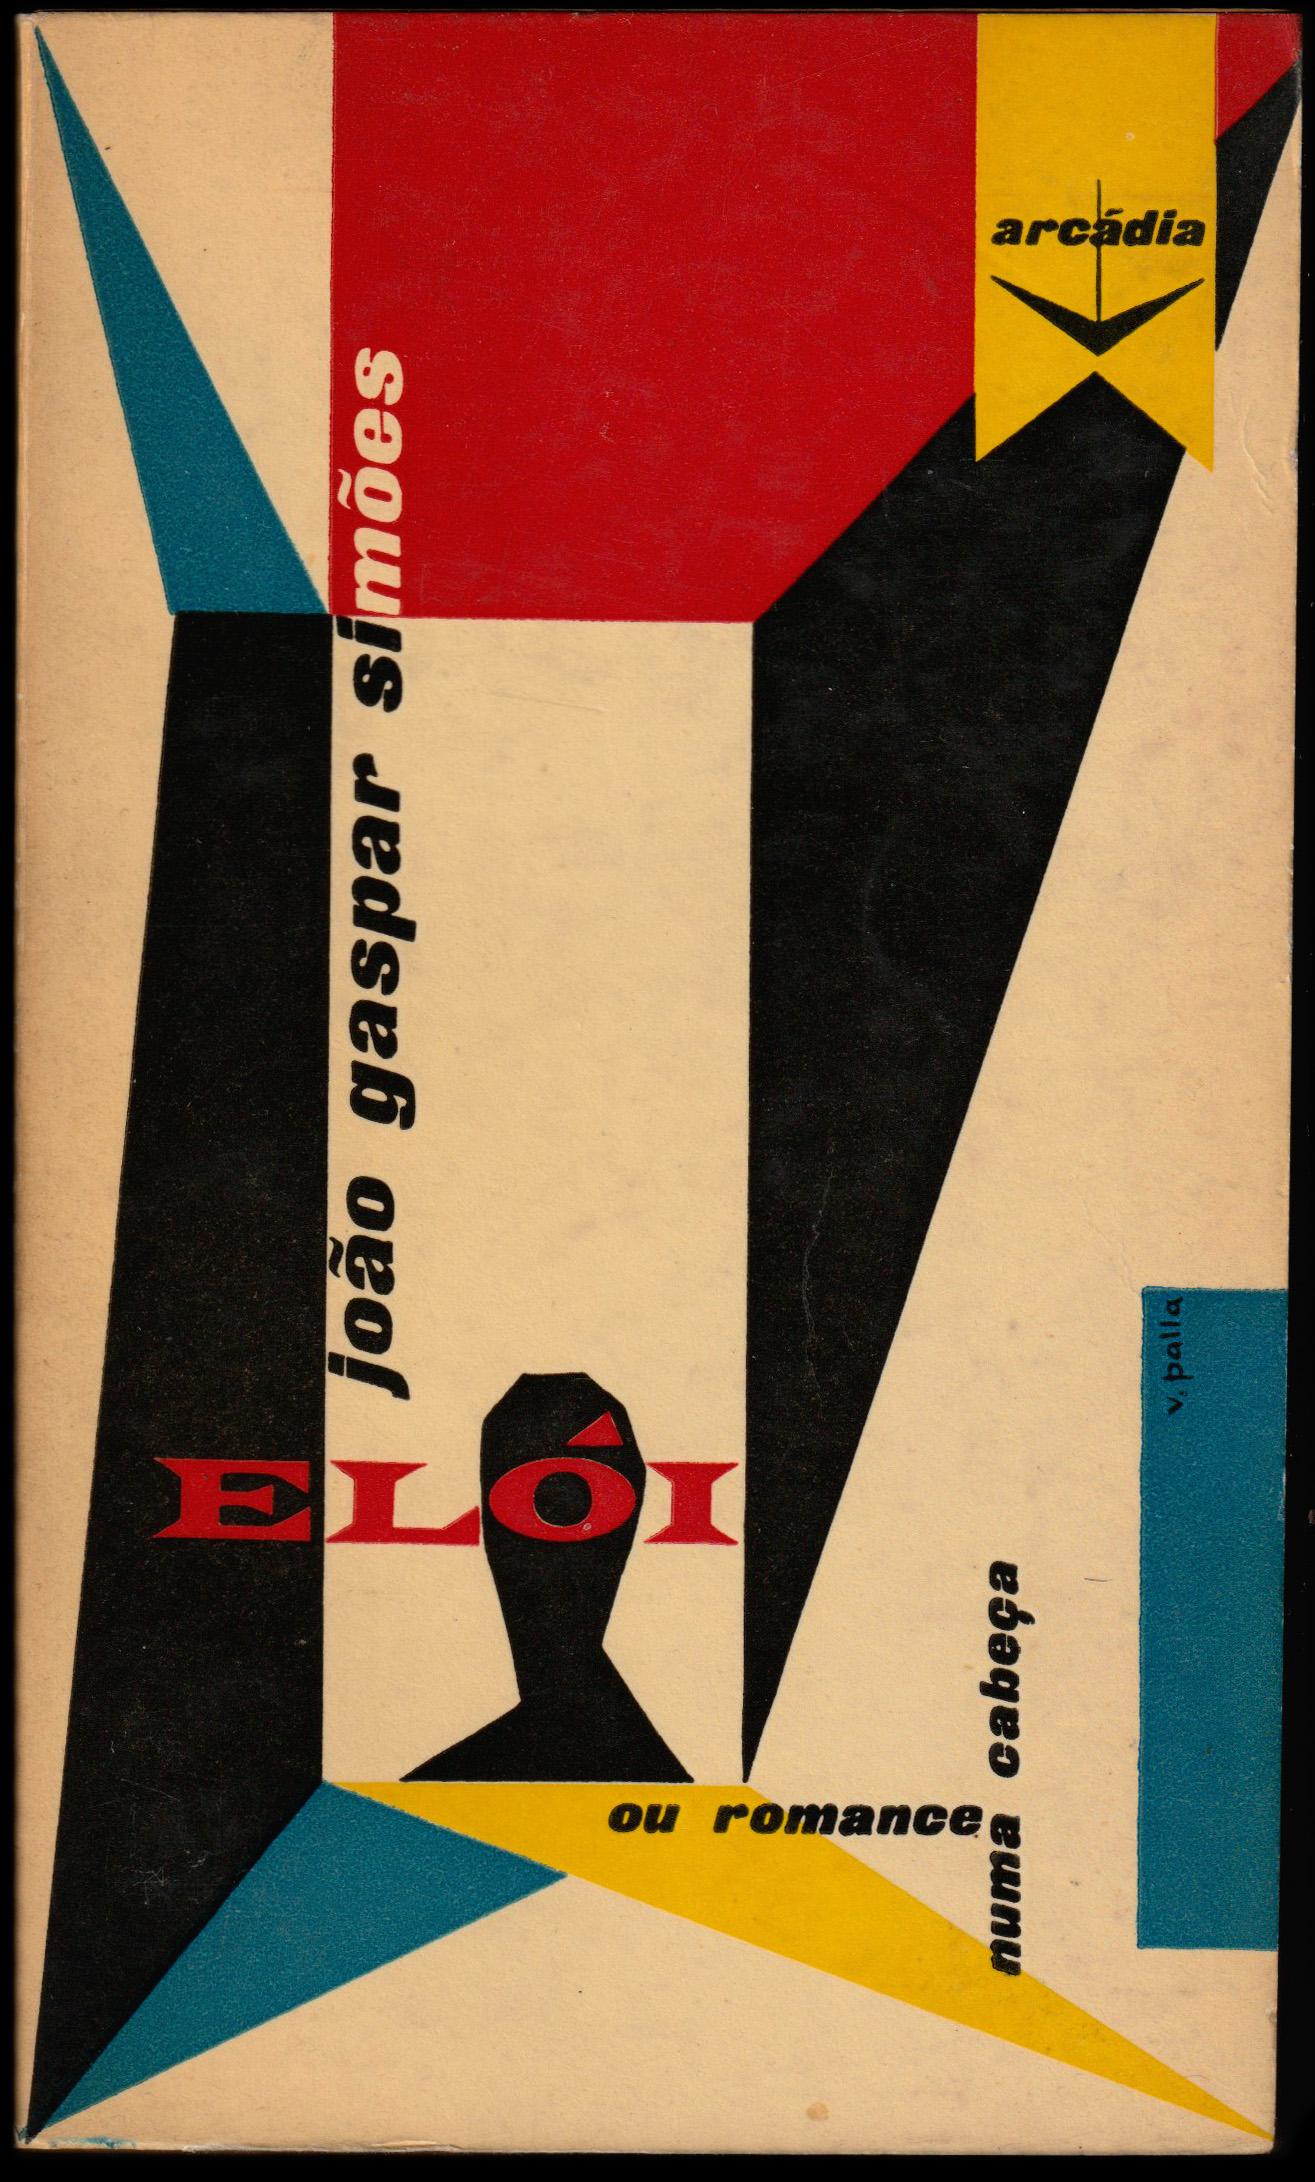 arcádia
joão gaspar simões
ELÓI
ou romance
numa cabeça
v. palla